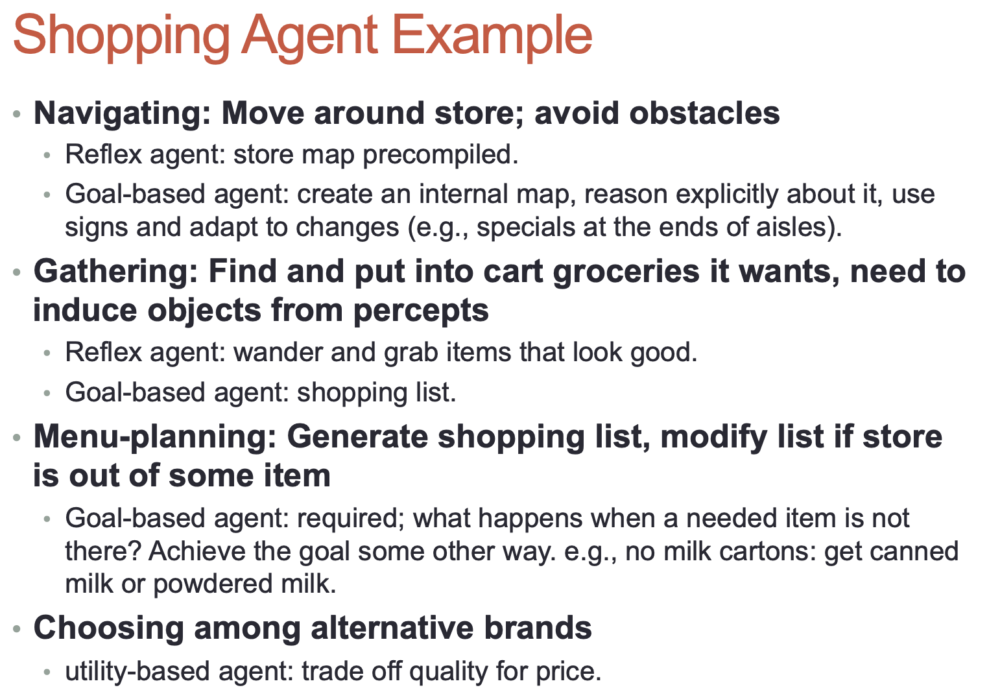 Shopping Agent Example
• Navigating: Move around store; avoid obstacles
• Reflex agent: store map precompiled.
• Goal-based agent: create an internal map, reason explicitly about it, use
signs and adapt to changes (e.g., specials at the ends of aisles).
• Gathering: Find and put into cart groceries it wants, need to
induce objects from percepts
• Reflex agent: wander and grab items that look good.
• Goal-based agent: shopping list.
• Menu-planning: Generate shopping list, modify list if store
is out of some item
• Goal-based agent: required; what happens when a needed item is not
there? Achieve the goal some other way. e.g., no milk cartons: get canned
milk or powdered milk.
• Choosing among alternative brands
• utility-based agent: trade off quality for price.